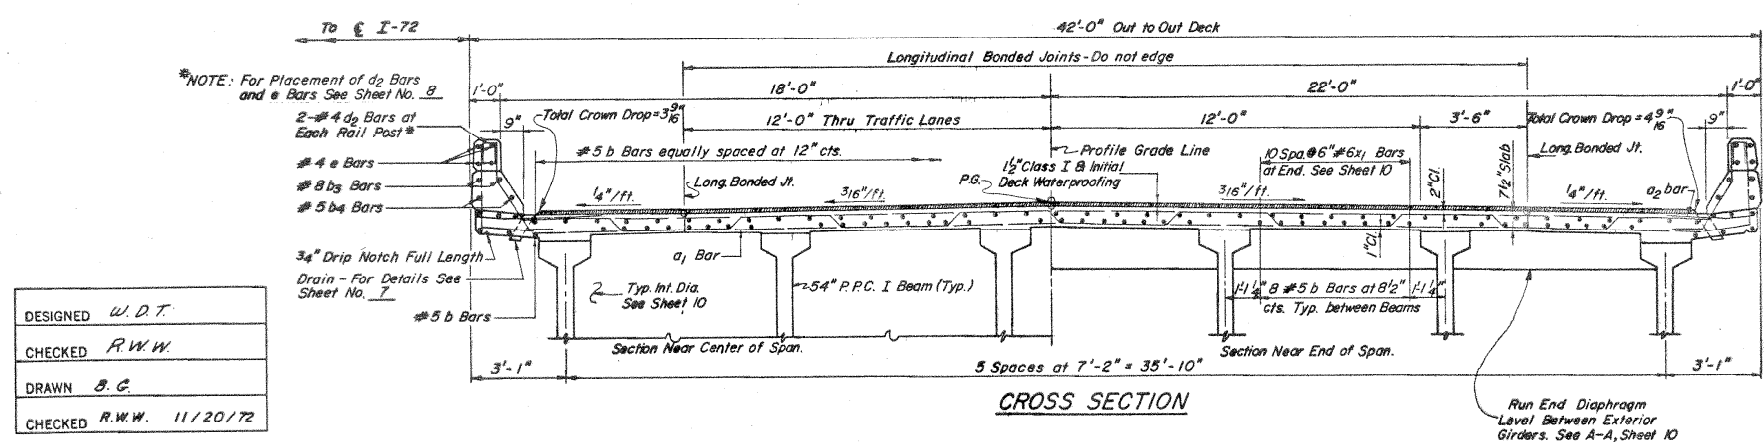 To ℄ I-72
42'-0" Out to Out Deck
Longitudinal Bonded Joints-Do not edge
*NOTE: For Placement of d2 Bars
and e Bars See Sheet No. 8
1'-0"
18'-0"
22'-0"
1'-0"
2-#4 d2 Bars at
Each Rail Post*
9"
Total Crown Drop=3 9/16"
12'-0" Thru Traffic Lanes
12'-0"
3'-6"
Total Crown Drop=4 9/16"
9"
#4 e Bars
#5 b Bars equally spaced at 12" cts.
Profile Grade Line
10 Spa.@6" #6x1 Bars
at End. See Sheet 10
Long. Bonded Jt.
#8 b3 Bars
Long. Bonded Jt.
P.G.
1½" Class I & Initial
Deck Waterproofing
2"Cl.
7½" Slab
#5 b4 Bars
¼"/ft.
3/16"/ft.
3/16"/ft.
¼"/ft.
a2 bar
¾" Drip Notch Full Length
a1 Bar
1"Cl.
Drain-For Details See
Sheet No. 7
Typ. Int. Dia.
See Sheet 10
54" P.P.C. I Beam (Typ.)
1'-1¼"
8 #5 b Bars at 8½"
cts. Typ. between Beams
1'-1¼"
#5 b Bars
Section Near Center of Span.
Section Near End of Span.
3'-1"
5 Spaces at 7'-2" = 35'-10"
3'-1"
CROSS SECTION
Run End Diaphragm
Level Between Exterior
Girders. See A-A, Sheet 10
DESIGNED W.D.T.
CHECKED R.W.W.
DRAWN B.G.
CHECKED R.W.W. 11/20/72